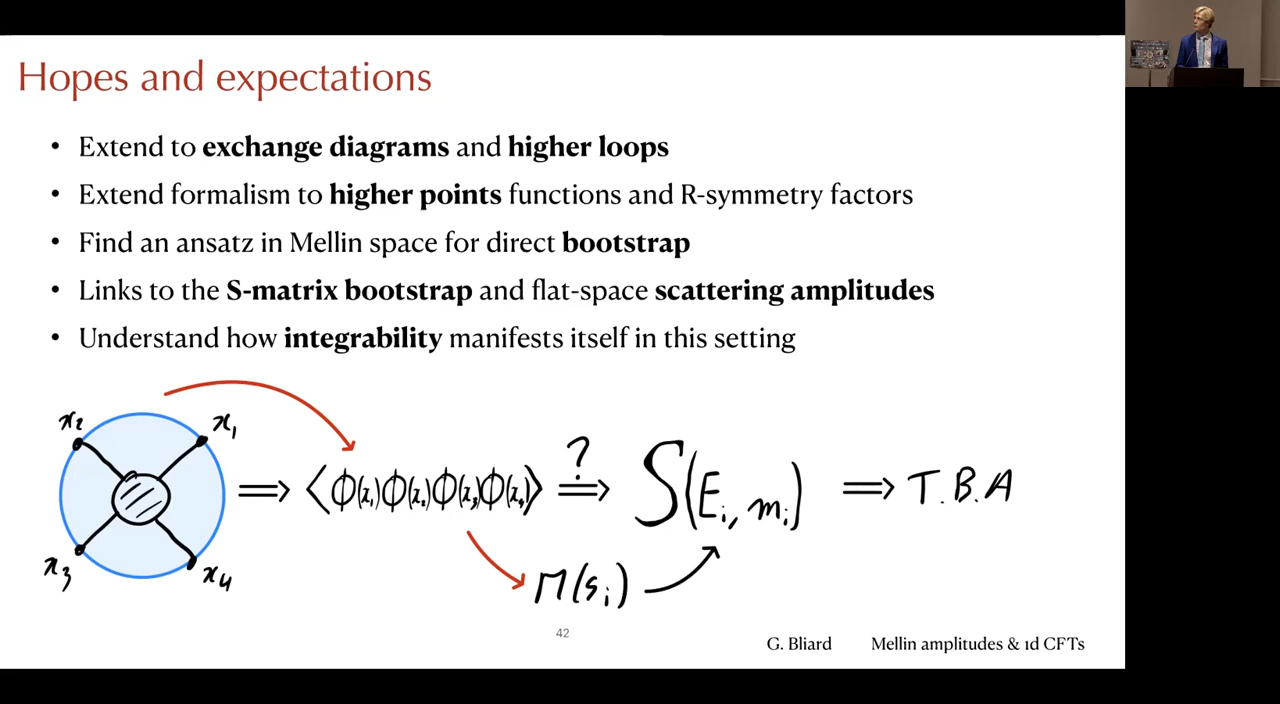 Hopes and expectations
• Extend to exchange diagrams and higher loops
• Extend formalism to higher points functions and R-symmetry factors
• Find an ansatz in Mellin space for direct bootstrap
• Links to the S-matrix bootstrap and flat-space scattering amplitudes
• Understand how integrability manifests itself in this setting
x₂ x₁
x₃ x₄
⟹ ⟨ϕ(x₁)ϕ(x₂)ϕ(x₃)ϕ(x₄)⟩ ?⟹ S(Eᵢ, mᵢ) ⟹ T.B.A
M(sᵢ)
42
G. Bliard Mellin amplitudes & 1d CFTs